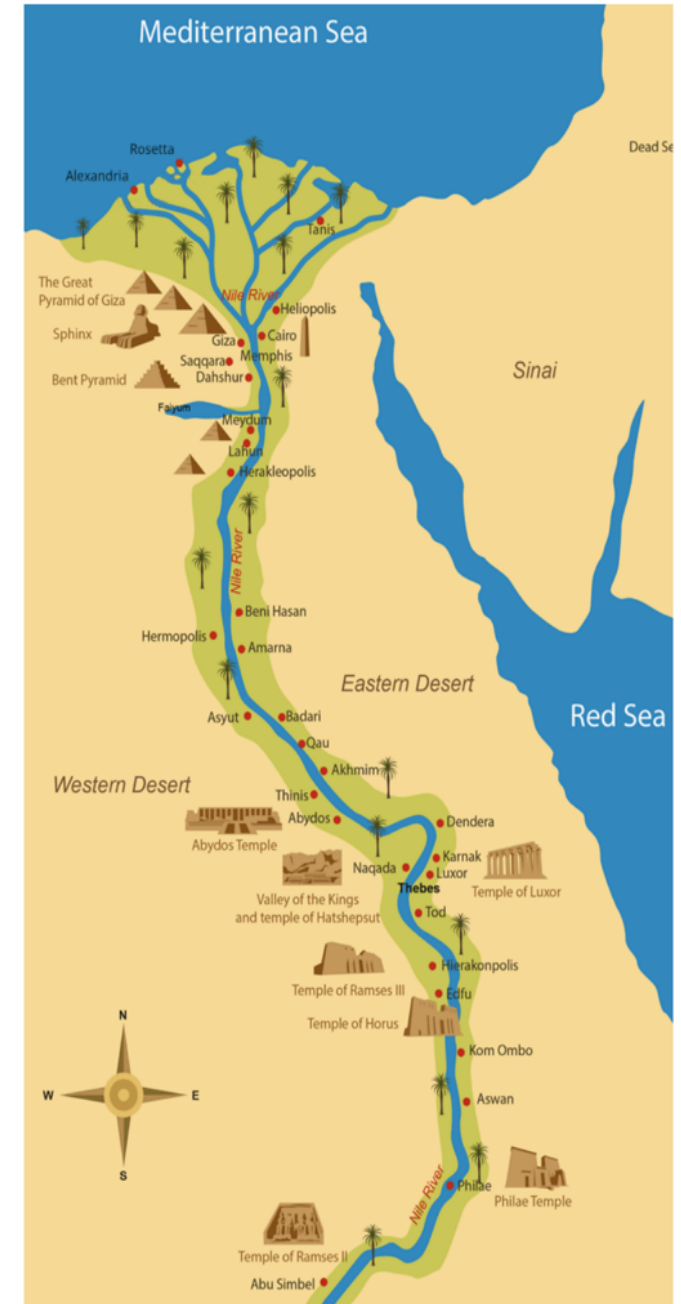 Mediterranean Sea
Rosetta
Dead Se
Alexandria
Tanis
The Great
Pyramid of Giza
Nile River
Heliopolis
Sphinx
Cairo
Giza
Memphis
Saqqara
Sinai
Bent Pyramid
Dahshur
Faiyum
Meydum
Lahun
Herakleopolis
Nile River
Beni Hasan
Hermopolis
Amarna
Eastern Desert
Asyut
Badari
Red Sea
Qau
Akhmim
Western Desert
Thinis
Abydos
Dendera
Abydos Temple
Karnak
Naqada
Luxor
Thebes
Temple of Luxor
Valley of the Kings
and temple of Hatshepsut
Tod
Hierakonpolis
Temple of Ramses III
Edfu
N
Temple of Horus
Kom Ombo
W
E
Aswan
S
Nile River
Philae
Philae Temple
Temple of Ramses II
Abu Simbel